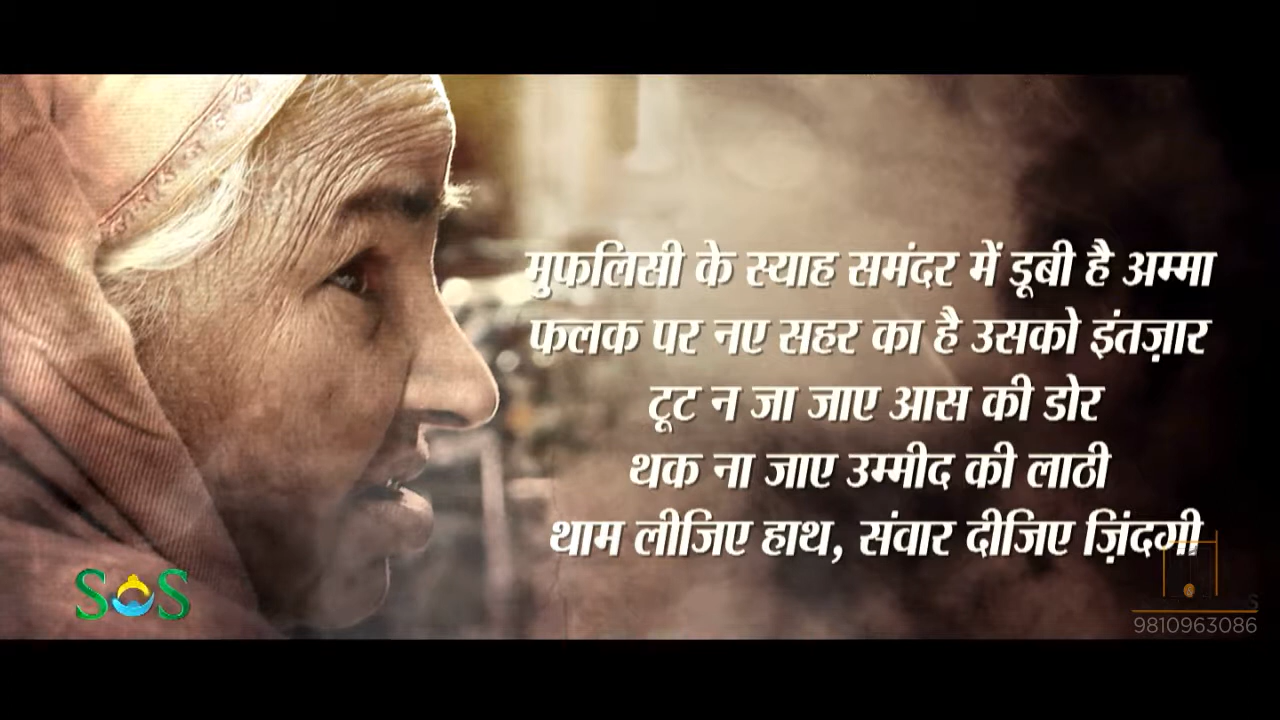 मुफलिसी के स्याह समंदर में डूबी है अम्मा
फलक पर नए सहर का है उसको इंतज़ार
टूट न जा जाए आस की डोर
थक ना जाए उम्मीद की लाठी
थाम लीजिए हाथ, संवार दीजिए ज़िंदगी
SOS
9810963086